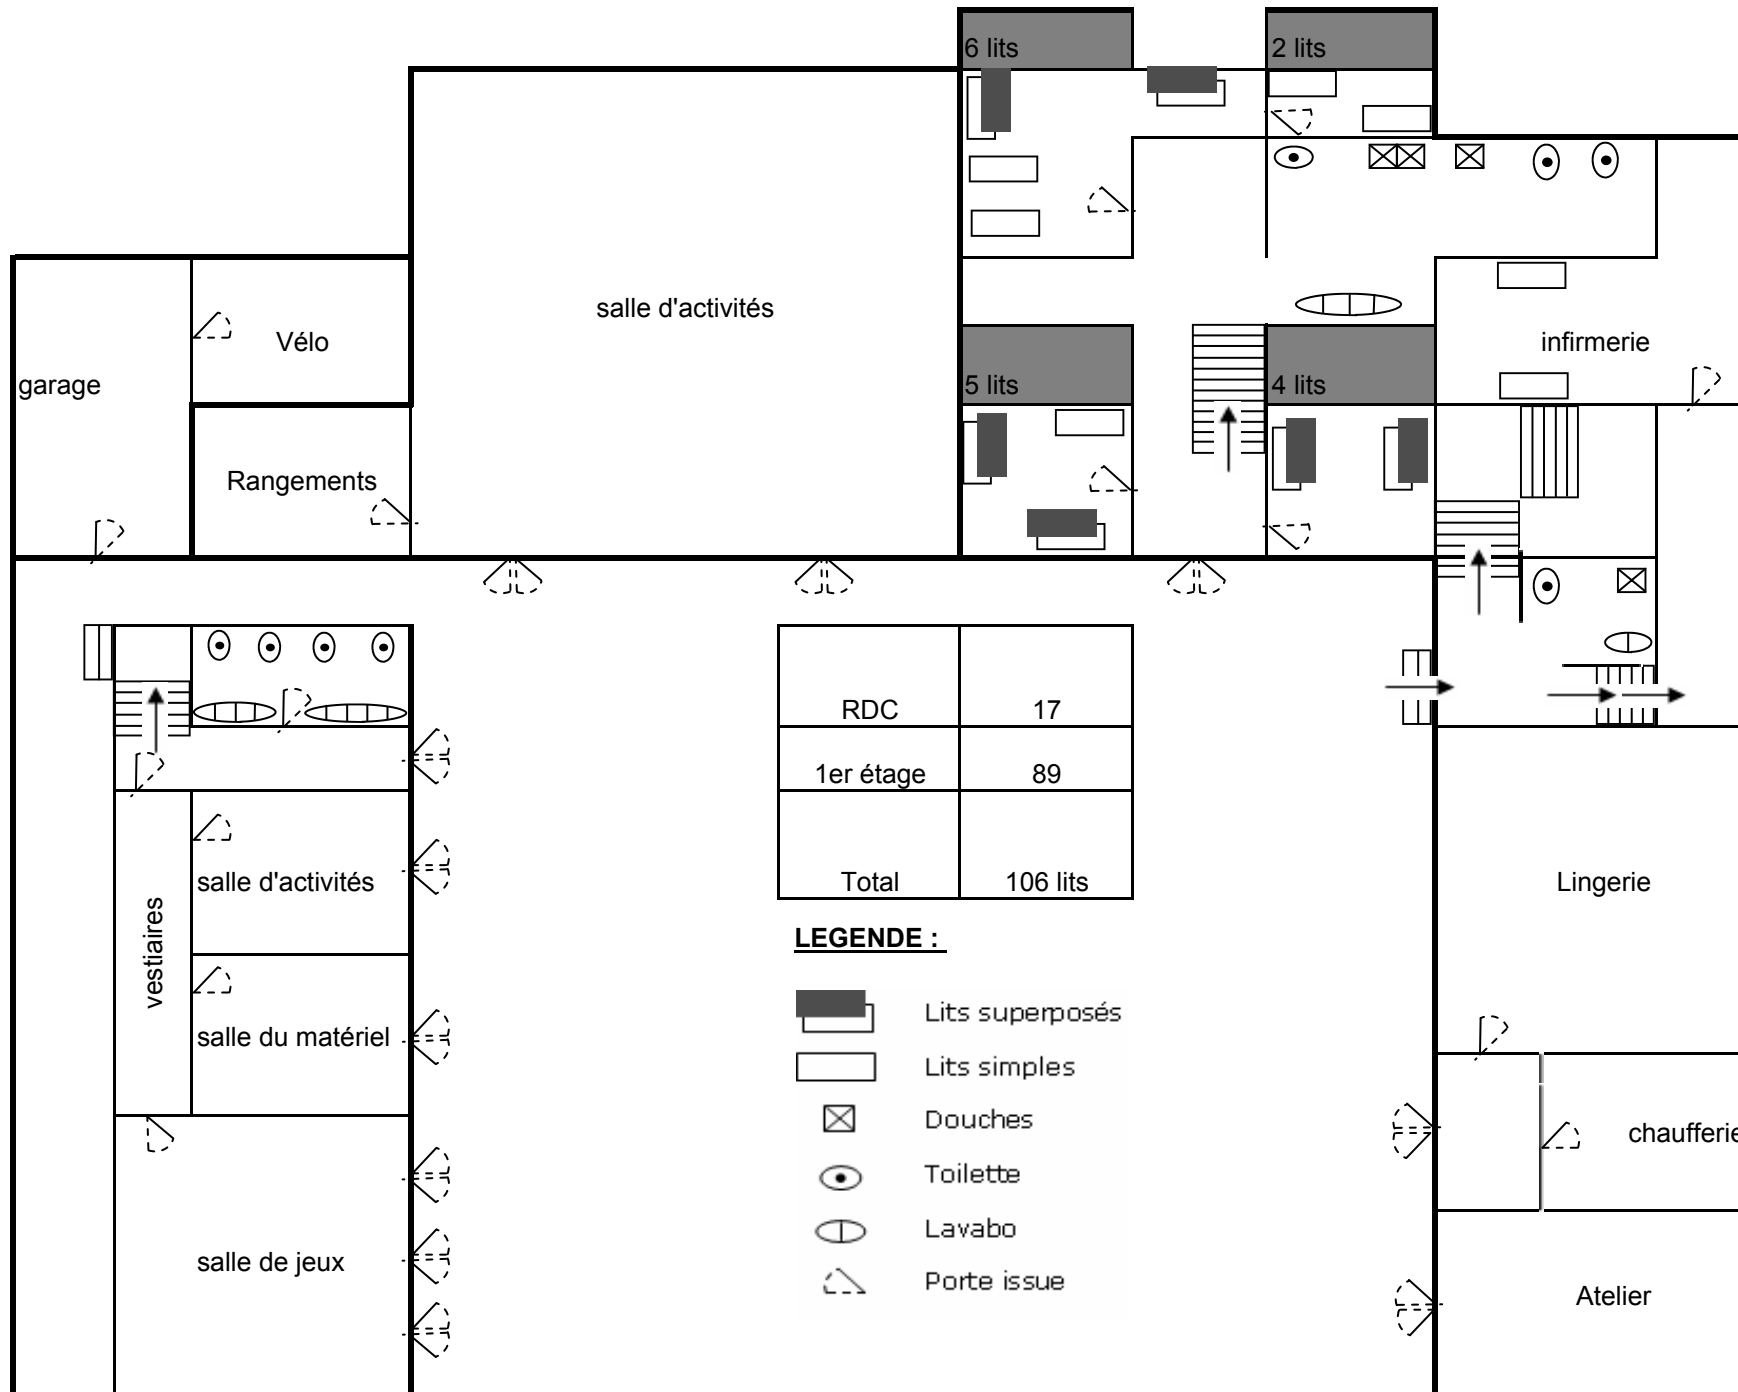 6 lits
2 lits
salle d'activités
Vélo
infirmerie
garage
5 lits
4 lits
Rangements
RDC 17
1er étage 89
Total 106 lits
salle d'activités
vestiaires
salle du matériel
salle de jeux
Lingerie
LEGENDE :
Lits superposés
Lits simples
Douches
Toilette
Lavabo
Porte issue
chaufferie
Atelier